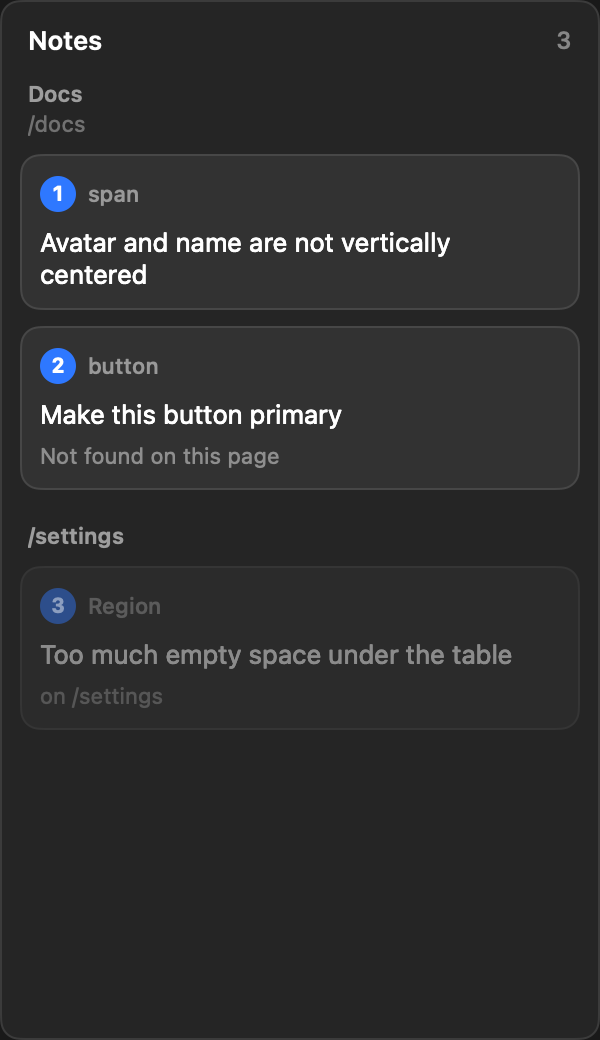 Notes 3
Docs
/docs
1 span
Avatar and name are not vertically
centered
2 button
Make this button primary
Not found on this page
/settings
3 Region
Too much empty space under the table
on /settings